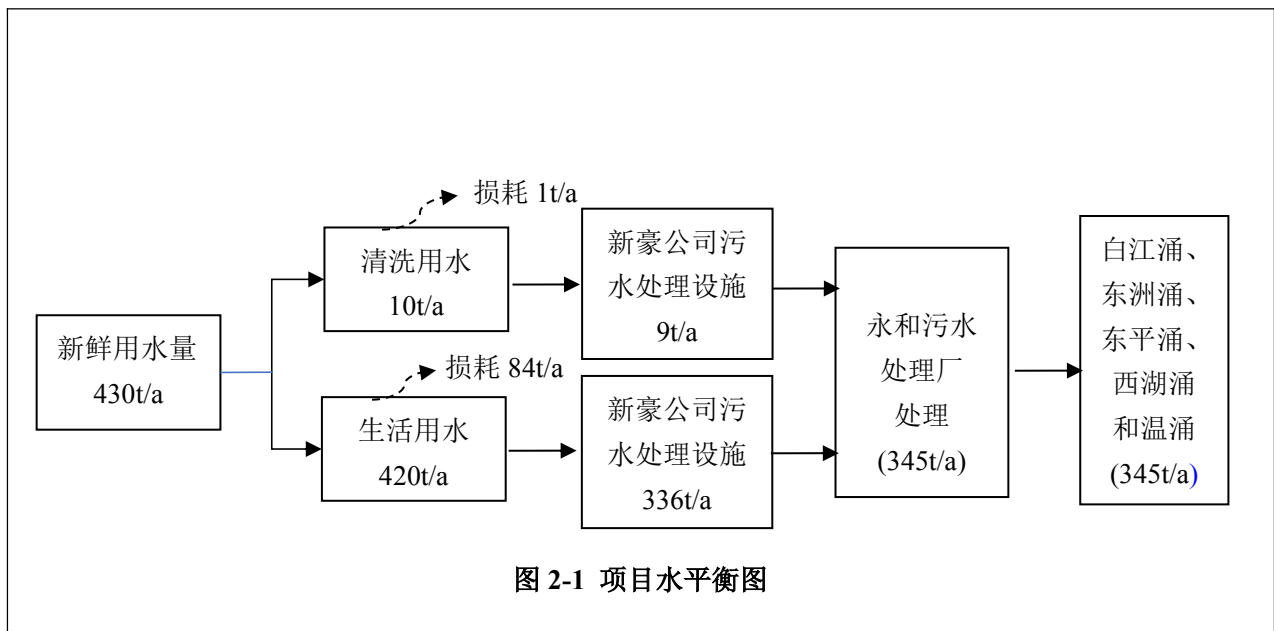 损耗 1t/a
清洗用水
10t/a
新豪公司污
水处理设施
9t/a
新鲜用水量
430t/a
损耗 84t/a
生活用水
420t/a
新豪公司污
水处理设施
336t/a
永和污水
处理厂
处理
(345t/a)
白江涌、
东洲涌、
东平涌、
西湖涌
和温涌
(345t/a)
图 2-1 项目水平衡图